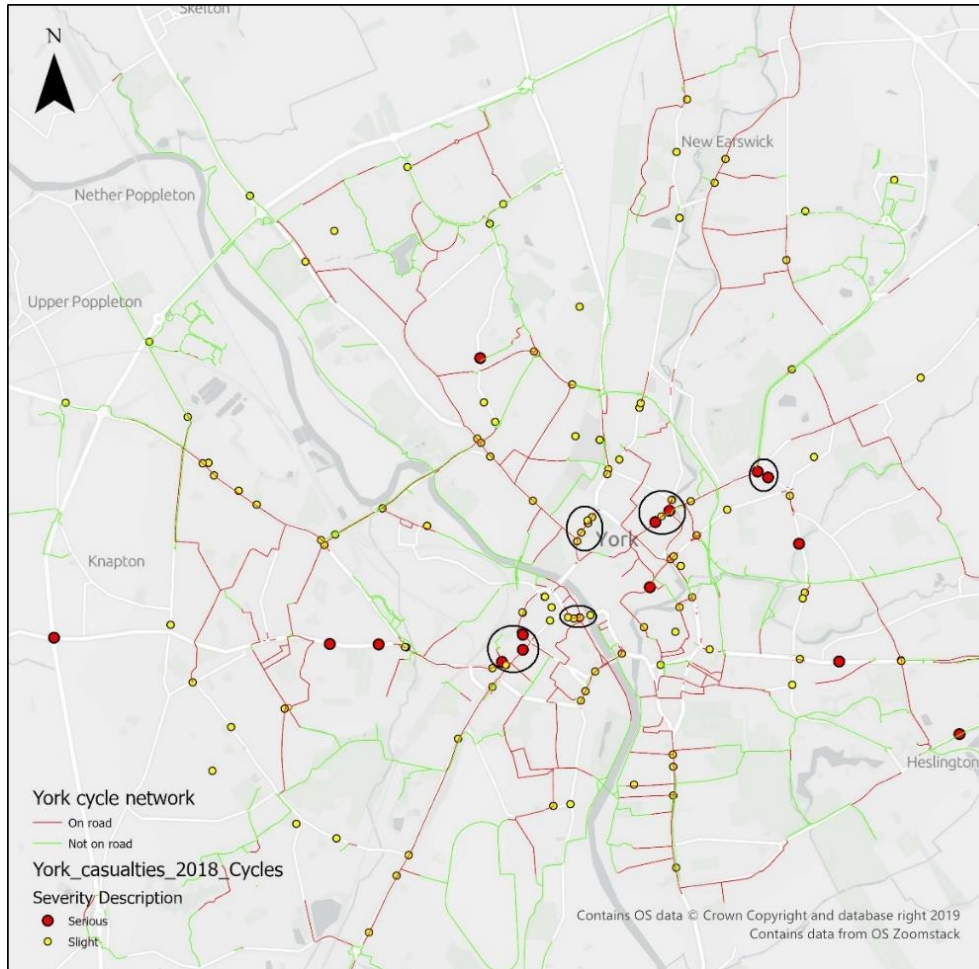 Skelton
N
New Earswick
Nether Poppleton
Upper Poppleton
York
Knapton
Heslington
York cycle network
On road
Not on road
York_casualties_2018_Cycles
Severity Description
Serious
Slight
Contains OS data © Crown Copyright and database right 2019
Contains data from OS Zoomstack